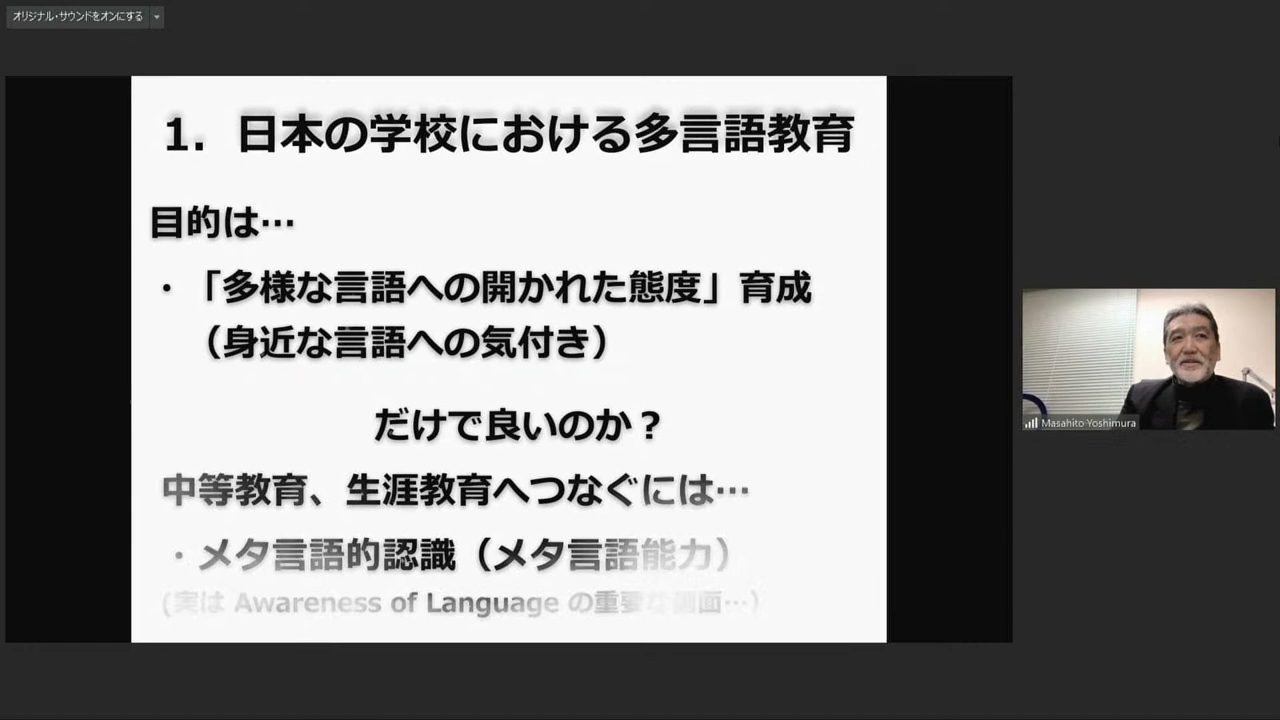 オリジナル・サウンドをオンにする
1. 日本の学校における多言語教育
目的は…
・「多様な言語への開かれた態度」育成
（身近な言語への気付き）
だけで良いのか？
中等教育、生涯教育へつなぐには…
・メタ言語的認識（メタ言語能力）
(実は Awareness of Language の重要な側面…)
Masahito Yoshimura